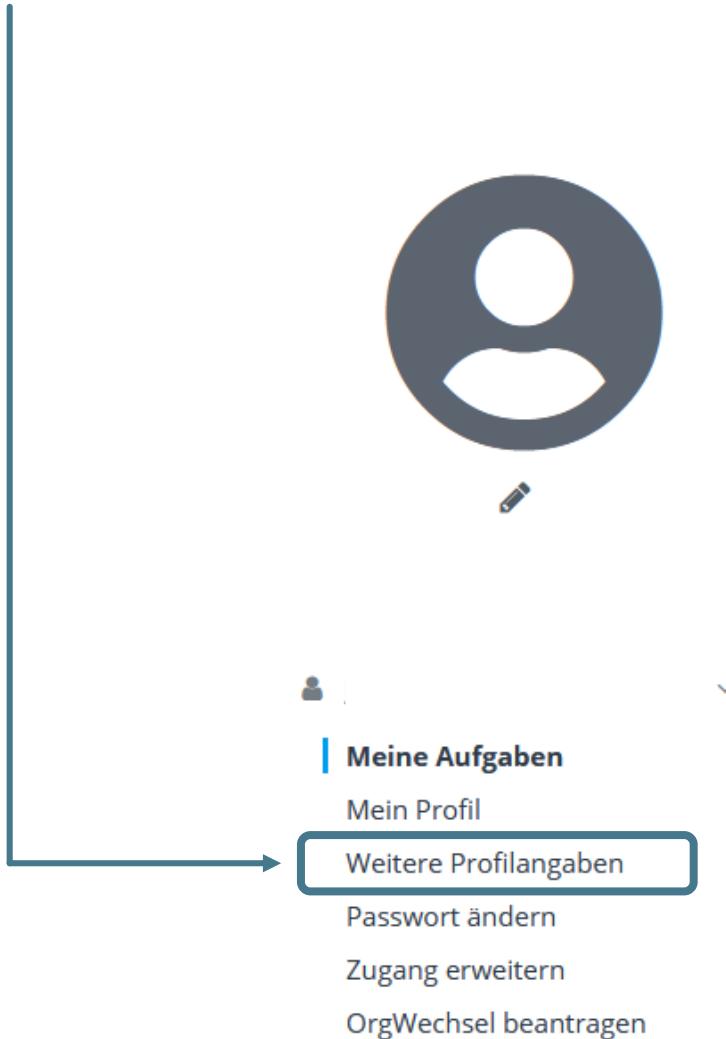 Meine Aufgaben
Mein Profil
Weitere Profilangaben
Passwort ändern
Zugang erweitern
OrgWechsel beantragen